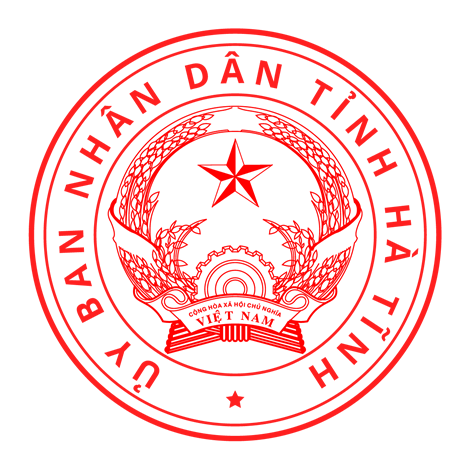 ỦY BAN NHÂN DÂN TỈNH HÀ TĨNH
CỘNG HÒA XÃ HỘI CHỦ NGHĨA
VIỆT NAM